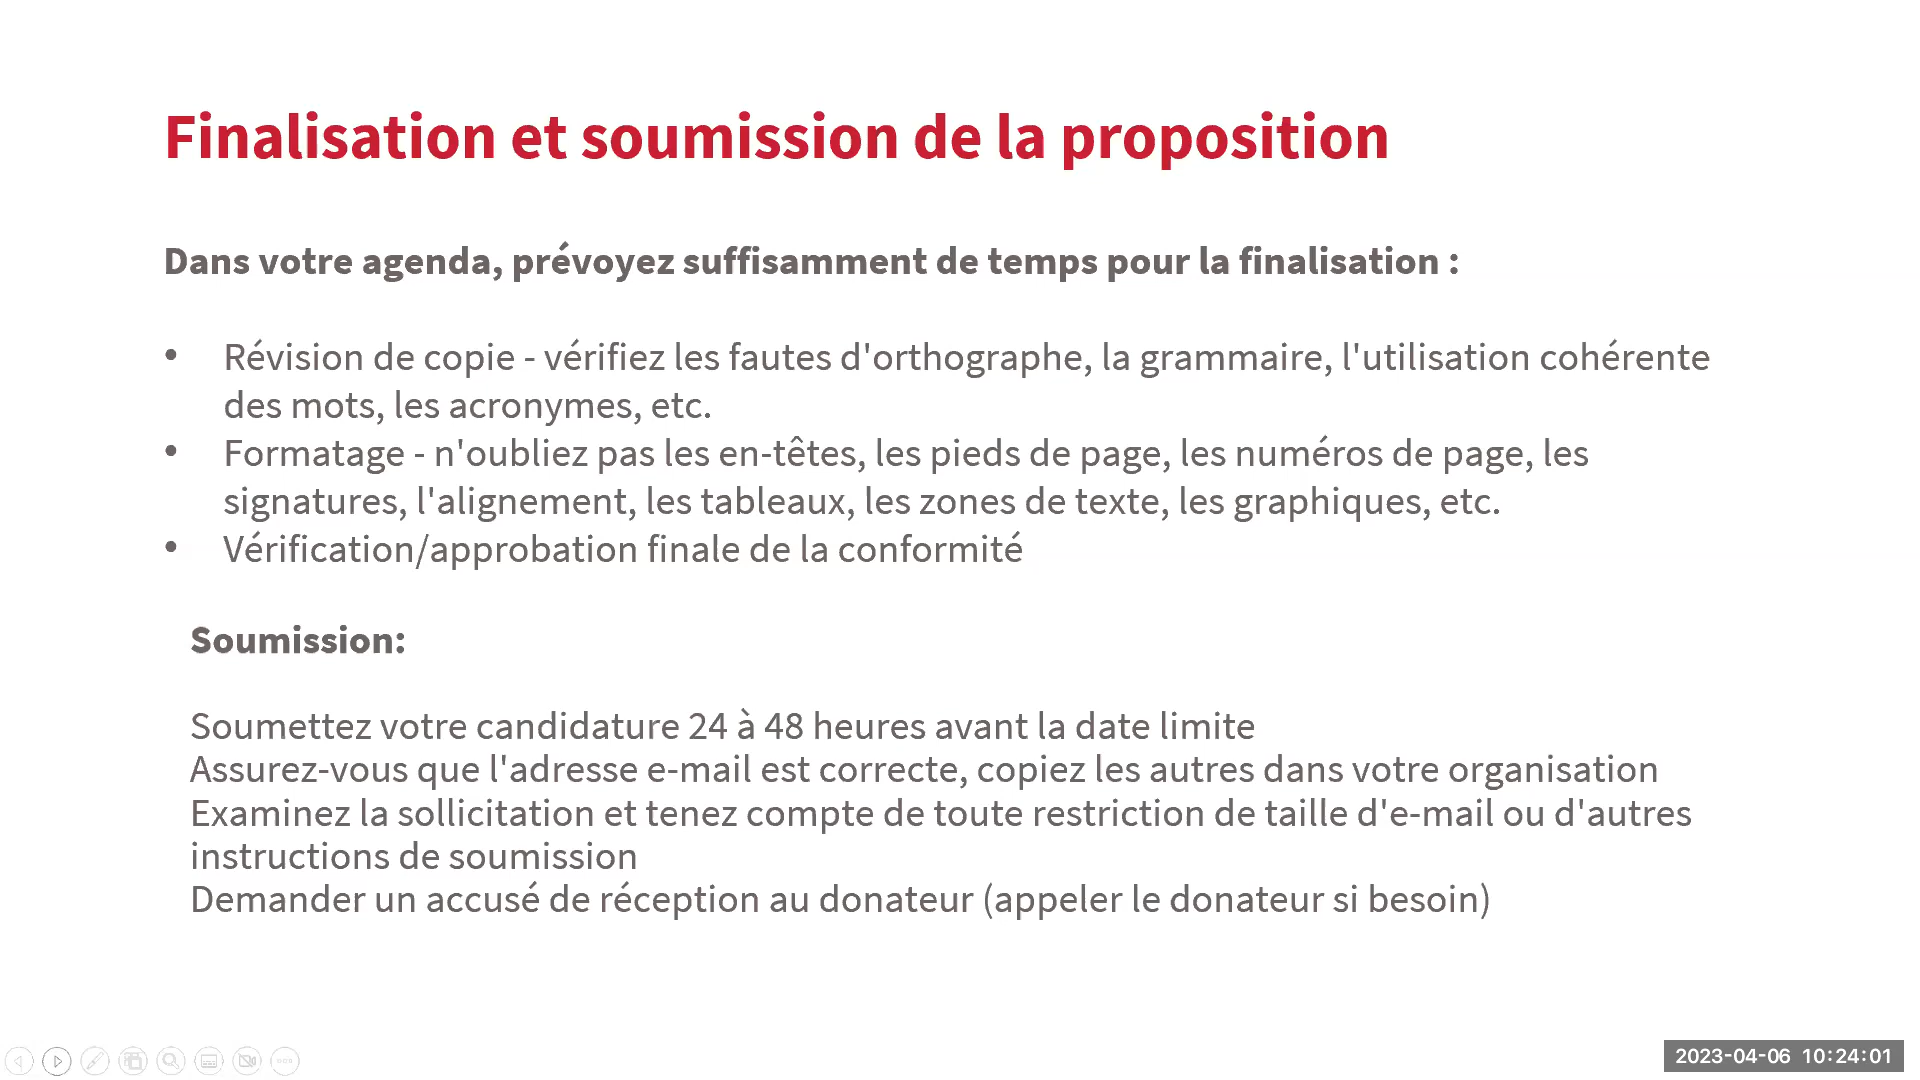 Finalisation et soumission de la proposition
Dans votre agenda, prévoyez suffisamment de temps pour la finalisation :
• Révision de copie - vérifiez les fautes d'orthographe, la grammaire, l'utilisation cohérente
des mots, les acronymes, etc.
• Formatage - n'oubliez pas les en-têtes, les pieds de page, les numéros de page, les
signatures, l'alignement, les tableaux, les zones de texte, les graphiques, etc.
• Vérification/approbation finale de la conformité
Soumission:
Soumettez votre candidature 24 à 48 heures avant la date limite
Assurez-vous que l'adresse e-mail est correcte, copiez les autres dans votre organisation
Examinez la sollicitation et tenez compte de toute restriction de taille d'e-mail ou d'autres
instructions de soumission
Demander un accusé de réception au donateur (appeler le donateur si besoin)
2023-04-06 10:24:01